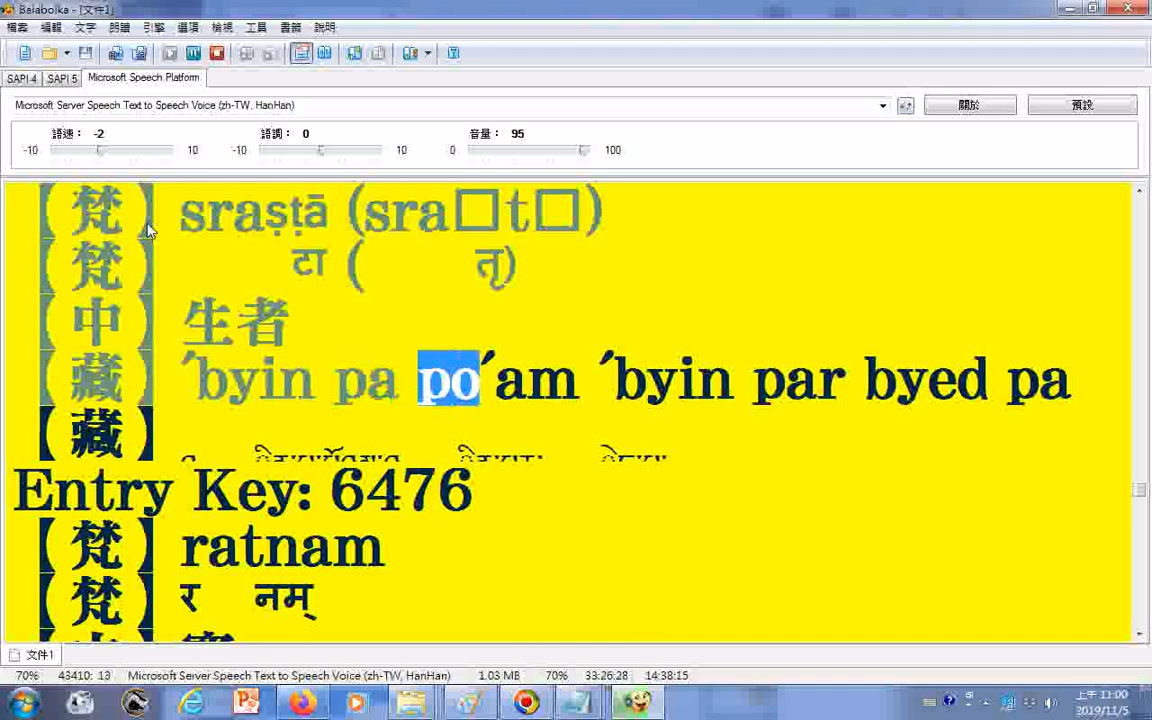 Balabolka - [文件1]
檔案 編輯 文字 朗讀 引擎 選項 檢視 工具 書籤 說明
SAPI 4 SAPI 5 Microsoft Speech Platform
Microsoft Server Speech Text to Speech Voice (zh-TW, HanHan) 關於 預設
語速： -2 語調： 0 音量： 95
-10 10 -10 10 0 100
【梵】 sraṣṭā (sra□t□)
【梵】 टा ( तृ)
【中】 生者
【藏】 ′byin pa po′am ′byin par byed pa
【藏】
Entry Key: 6476
【梵】 ratnam
【梵】 र नम्
文件1
70% 43410: 13 Microsoft Server Speech Text to Speech Voice (zh-TW, HanHan) 1.03 MB 70% 33:26:28 14:38:15
上午 11:00
2019/11/5